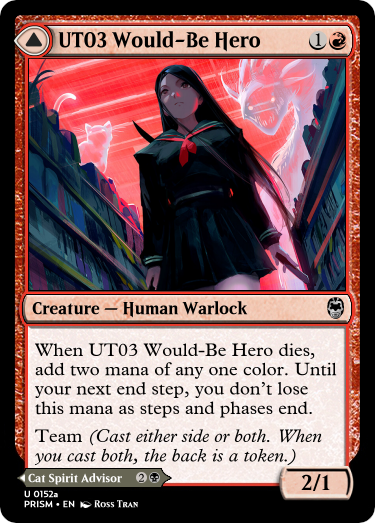 UT03 Would-Be Hero 1
Creature — Human Warlock
When UT03 Would-Be Hero dies,
add two mana of any one color. Until
your next end step, you don't lose
this mana as steps and phases end.
Team (Cast either side or both. When
you cast both, the back is a token.)
Cat Spirit Advisor 2
2/1
U 0152a
PRISM • EN Ross Tran